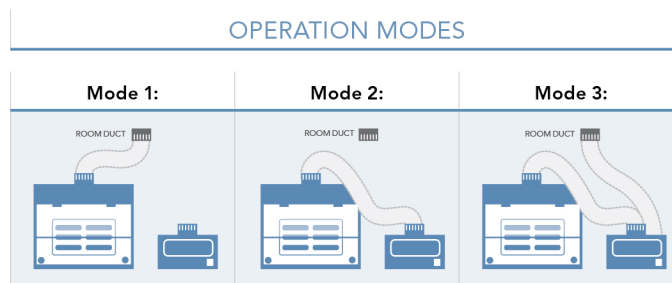 OPERATION MODES
Mode 1:
Mode 2:
Mode 3:
ROOM DUCT
ROOM DUCT
ROOM DUCT